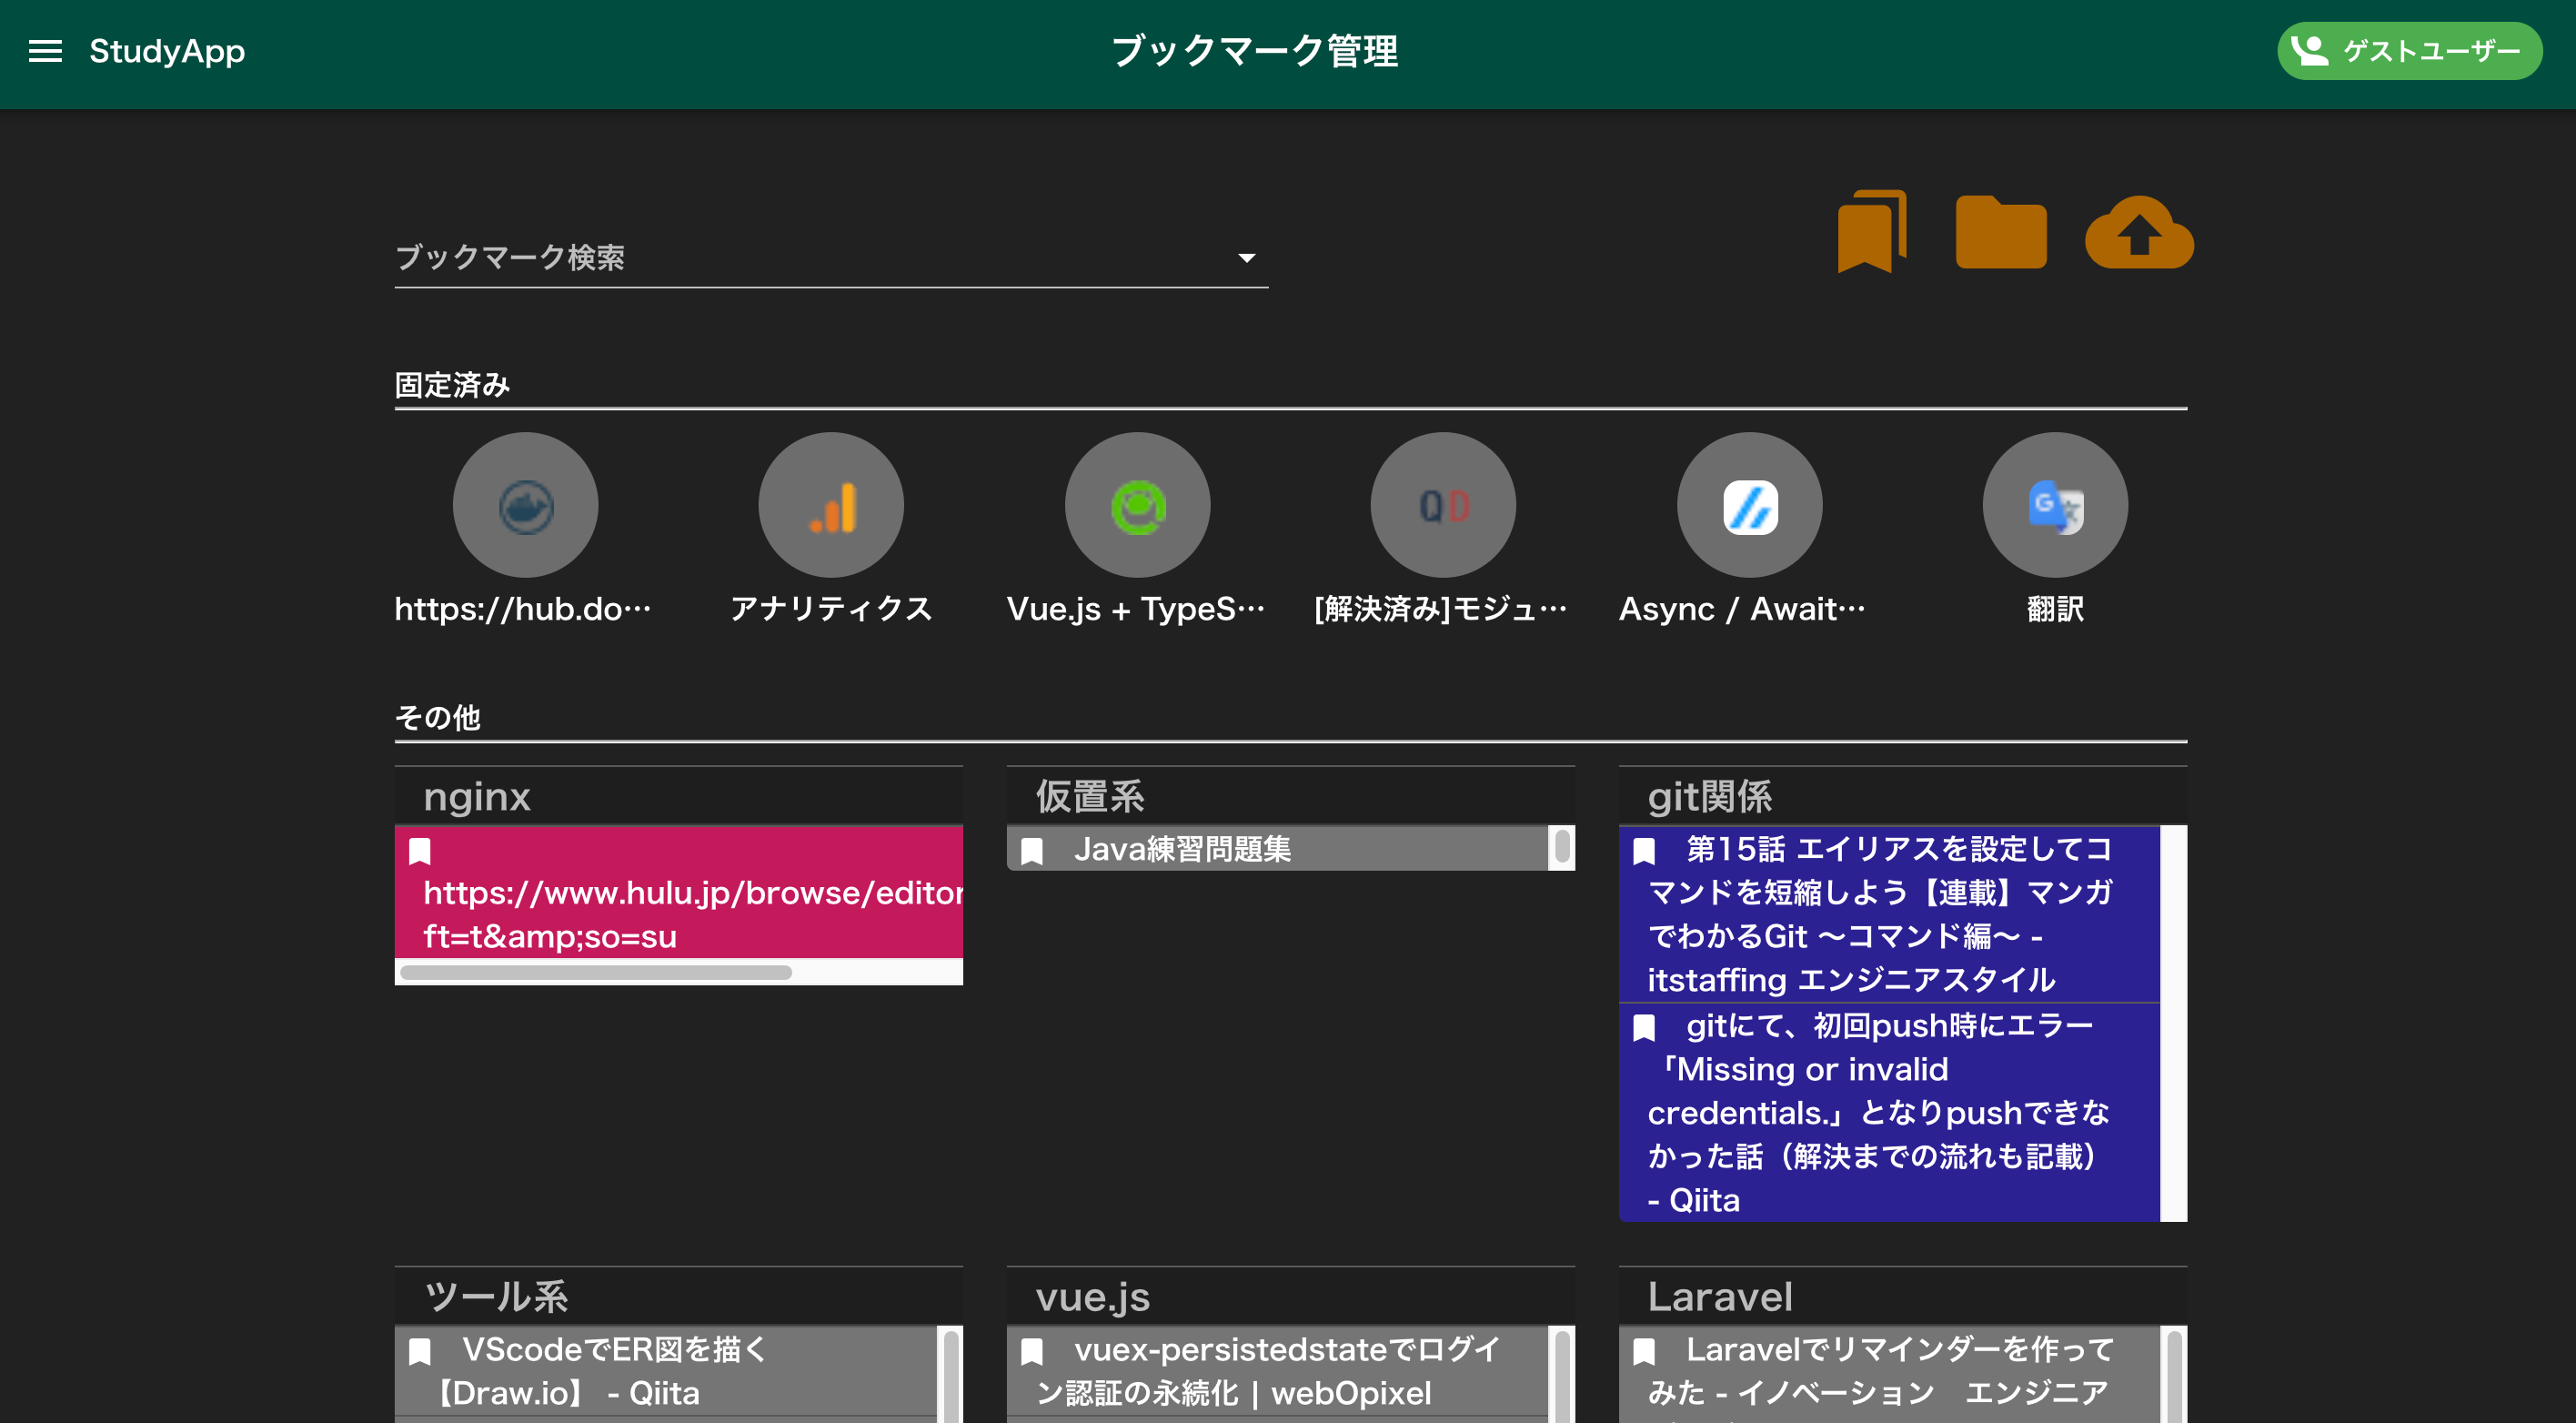 StudyApp
ブックマーク管理
ゲストユーザー
ブックマーク検索
固定済み
QD
G
文
https://hub.do…
アナリティクス
Vue.js + TypeS…
[解決済み]モジュ…
Async / Await…
翻訳
その他
nginx
https://www.hulu.jp/browse/editor
ft=t&amp;so=su
仮置系
Java練習問題集
git関係
第15話 エイリアスを設定してコ
マンドを短縮しよう【連載】マンガ
でわかるGit 〜コマンド編〜 -
itstaffing エンジニアスタイル
gitにて、初回push時にエラー
「Missing or invalid
credentials.」となりpushできな
かった話（解決までの流れも記載）
- Qiita
ツール系
VScodeでER図を描く
【Draw.io】 - Qiita
vue.js
vuex-persistedstateでログイ
ン認証の永続化 | webOpixel
Laravel
Laravelでリマインダーを作って
みた - イノベーション　エンジニア